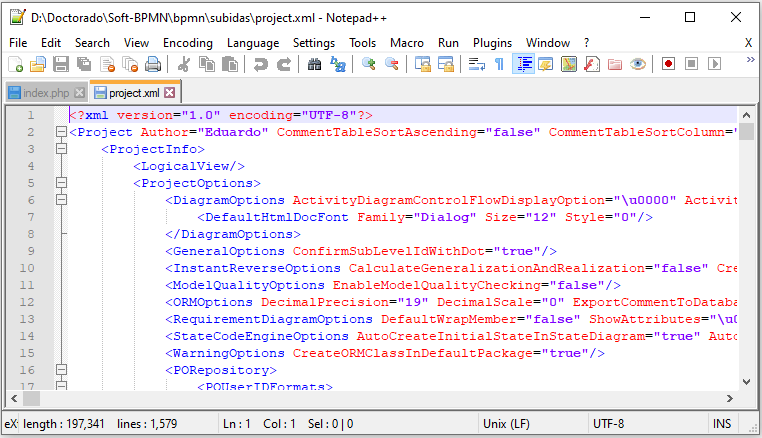 D:\Doctorado\Soft-BPMN\bpmn\subidas\project.xml - Notepad++
File Edit Search View Encoding Language Settings Tools Macro Run Plugins Window ? X
index.php project.xml
1 <?xml version="1.0" encoding="UTF-8"?>
2 <Project Author="Eduardo" CommentTableSortAscending="false" CommentTableSortColumn="
3 <ProjectInfo>
4 <LogicalView/>
5 <ProjectOptions>
6 <DiagramOptions ActivityDiagramControlFlowDisplayOption="\u0000" Activit
7 <DefaultHtmlDocFont Family="Dialog" Size="12" Style="0"/>
8 </DiagramOptions>
9 <GeneralOptions ConfirmSubLevelIdWithDot="true"/>
10 <InstantReverseOptions CalculateGeneralizationAndRealization="false" Cre
11 <ModelQualityOptions EnableModelQualityChecking="false"/>
12 <ORMOptions DecimalPrecision="19" DecimalScale="0" ExportCommentToDataba
13 <RequirementDiagramOptions DefaultWrapMember="false" ShowAttributes="\u0
14 <StateCodeEngineOptions AutoCreateInitialStateInStateDiagram="true" Auto
15 <WarningOptions CreateORMClassInDefaultPackage="true"/>
16 <PORepository>
17 <POUserIDFormats>
eX length : 197,341 lines : 1,579 Ln : 1 Col : 1 Sel : 0 | 0 Unix (LF) UTF-8 INS